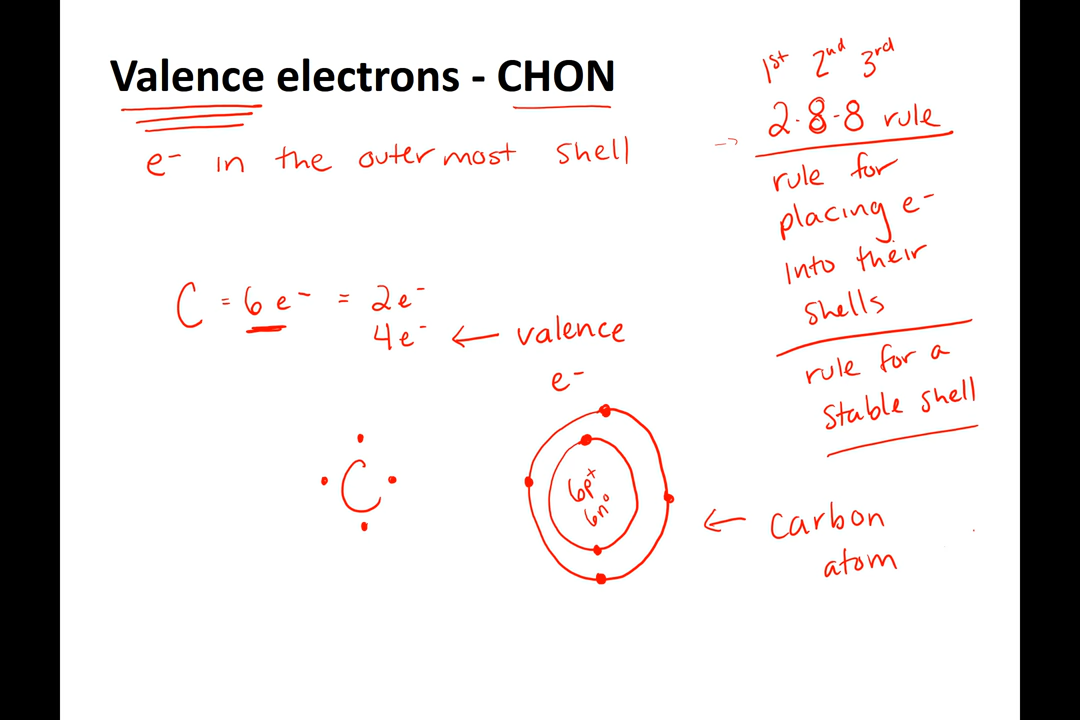 Valence electrons - CHON
e- in the outermost shell
1st 2nd 3rd
2·8·8 rule
rule for
placing e-
into their
shells
rule for a
stable shell
C = 6 e- = 2e-
4e- ← valence
e-
C
6p+
6n°
← carbon
atom